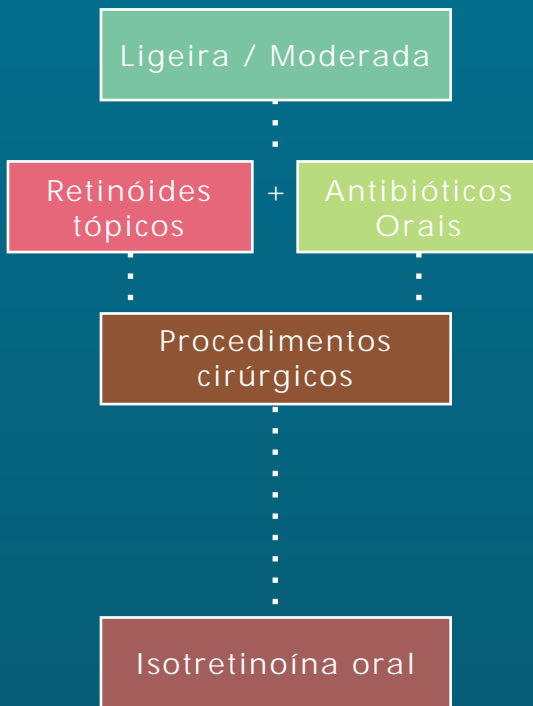 Ligeira / Moderada
Retinóides
tópicos
+
Antibióticos
Orais
Procedimentos
cirúrgicos
Isotretinoína oral